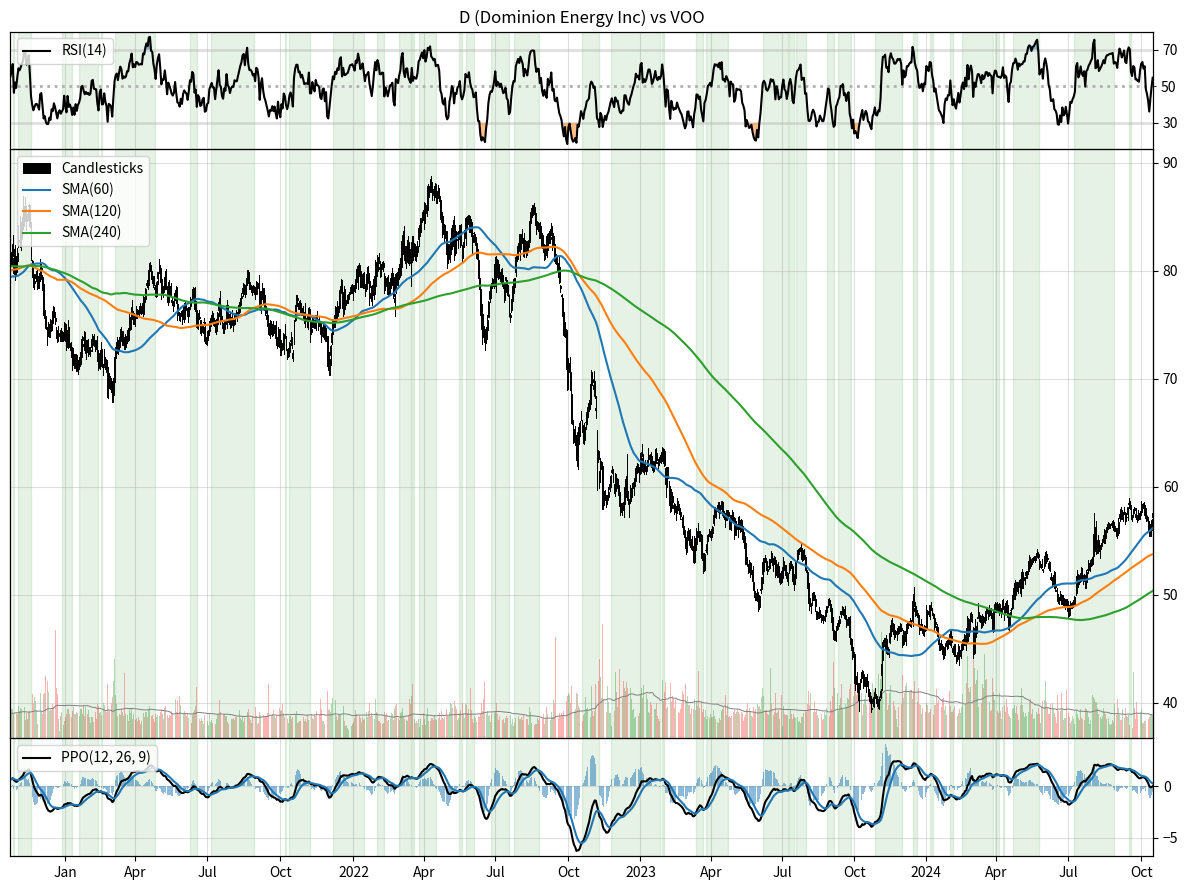 D (Dominion Energy Inc) vs VOO
RSI(14)
70
50
30
Candlesticks
SMA(60)
SMA(120)
SMA(240)
90
80
70
60
50
40
PPO(12, 26, 9)
0
−5
Jan Apr Jul Oct 2022 Apr Jul Oct 2023 Apr Jul Oct 2024 Apr Jul Oct